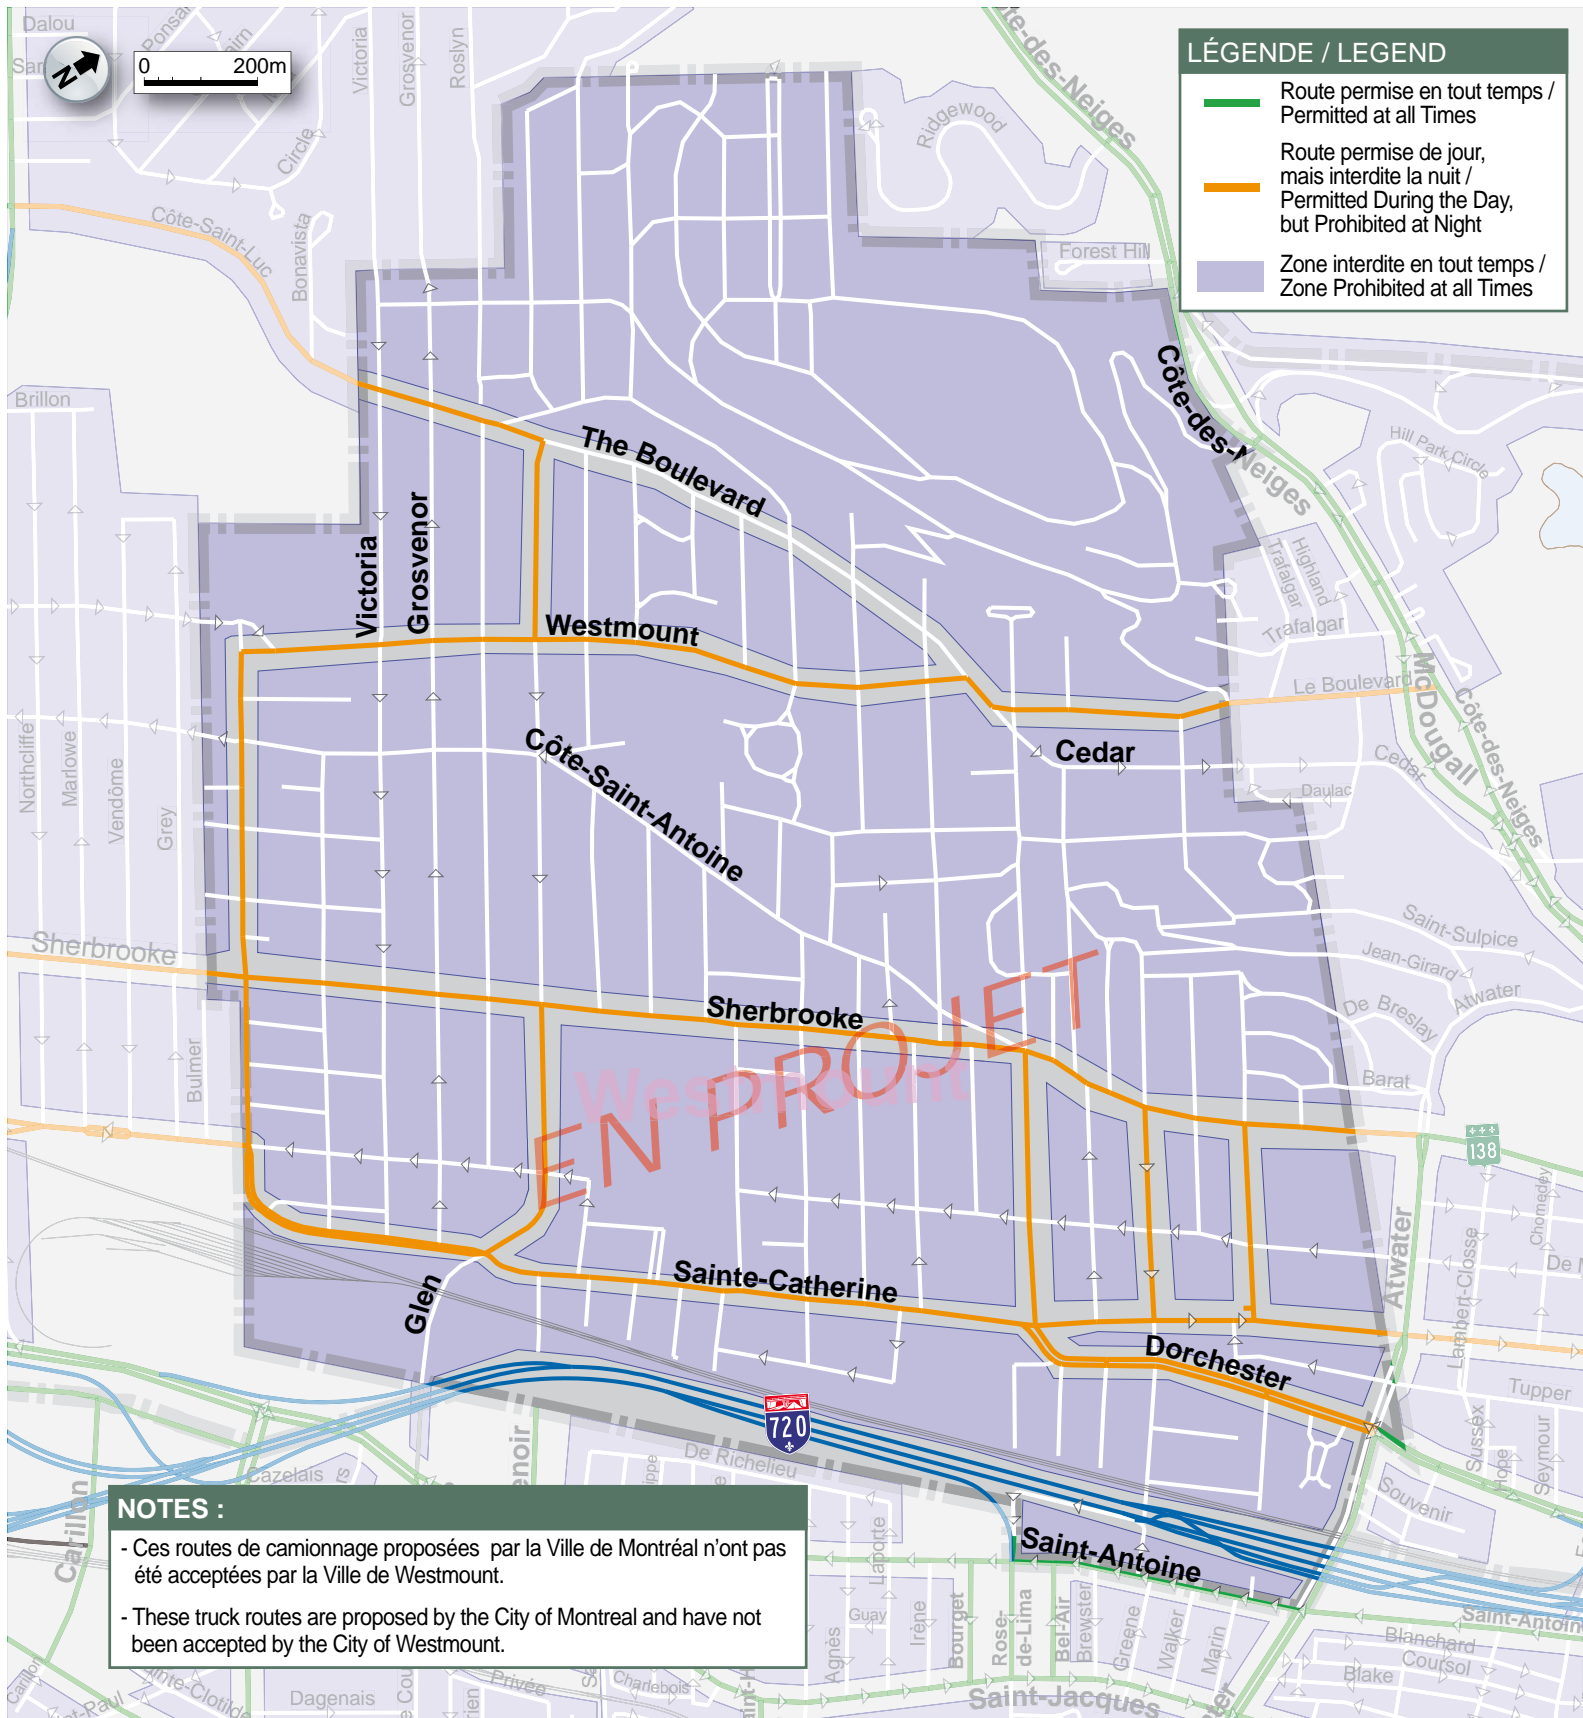 Dalou
Ponsar
Circle
Victoria
Grosvenor
Roslyn
N
0 200m
Ridgewood
Côte-des-Neiges
LÉGENDE / LEGEND
Route permise en tout temps /
Permitted at all Times
Route permise de jour,
mais interdite la nuit /
Permitted During the Day,
but Prohibited at Night
Zone interdite en tout temps /
Zone Prohibited at all Times
Côte-Saint-Luc
Bonavista
Forest Hill
Brillon
Côte-des-Neiges
Hill Park Circle
The Boulevard
Victoria
Grosvenor
Trafalgar
Highland
Trafalgar
Westmount
Le Boulevard
McDougall
Côte-des-Neiges
Northcliffe
Marlowe
Vendôme
Grey
Côte-Saint-Antoine
Cedar
Cedar
Daulac
Sherbrooke
Saint-Sulpice
Jean-Girard
De Breslay
Atwater
Sherbrooke
Bulmer
Westmount
EN PROJET
Barat
138
Chomedey
Lambert-Closse
Atwater
Glen
Sainte-Catherine
Dorchester
Tupper
720
De Richelieu
Cazelais
Carillon
Sussex
Hope
Seymour
Souvenir
NOTES :
- Ces routes de camionnage proposées par la Ville de Montréal n'ont pas
été acceptées par la Ville de Westmount.
- These truck routes are proposed by the City of Montreal and have not
been accepted by the City of Westmount.
Saint-Antoine
Saint-Antoin
Laporte
Guay
Agnès
Irène
Bourget
Rose-
de-Lima
Bel-Air
Brewster
Greene
Walker
Marin
Blanchard
Coursol
Blake
Carillon
Dagenais
Privée
Charlebois
Saint-Jacques